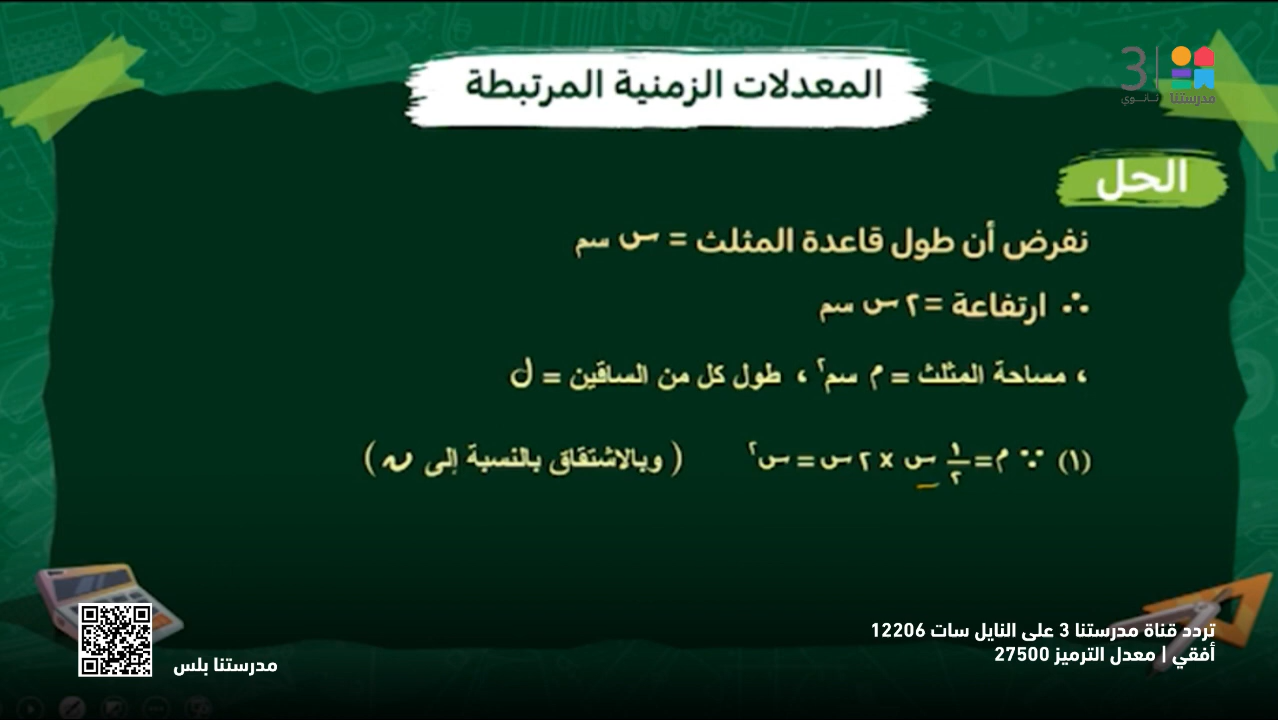 المعدلات الزمنية المرتبطة
3 ثانوي مدرستنا
الحل
نفرض أن طول قاعدة المثلث = س سم
∴ ارتفاعة = ٢ س سم
، مساحة المثلث = م سم٢ ، طول كل من الساقين = ل
(١) ∵ م = ١/٢ س × ٢ س = س٢ ( وبالاشتقاق بالنسبة إلى ن )
تردد قناة مدرستنا 3 على النايل سات 12206
أفقي | معدل الترميز 27500
مدرستنا بلس